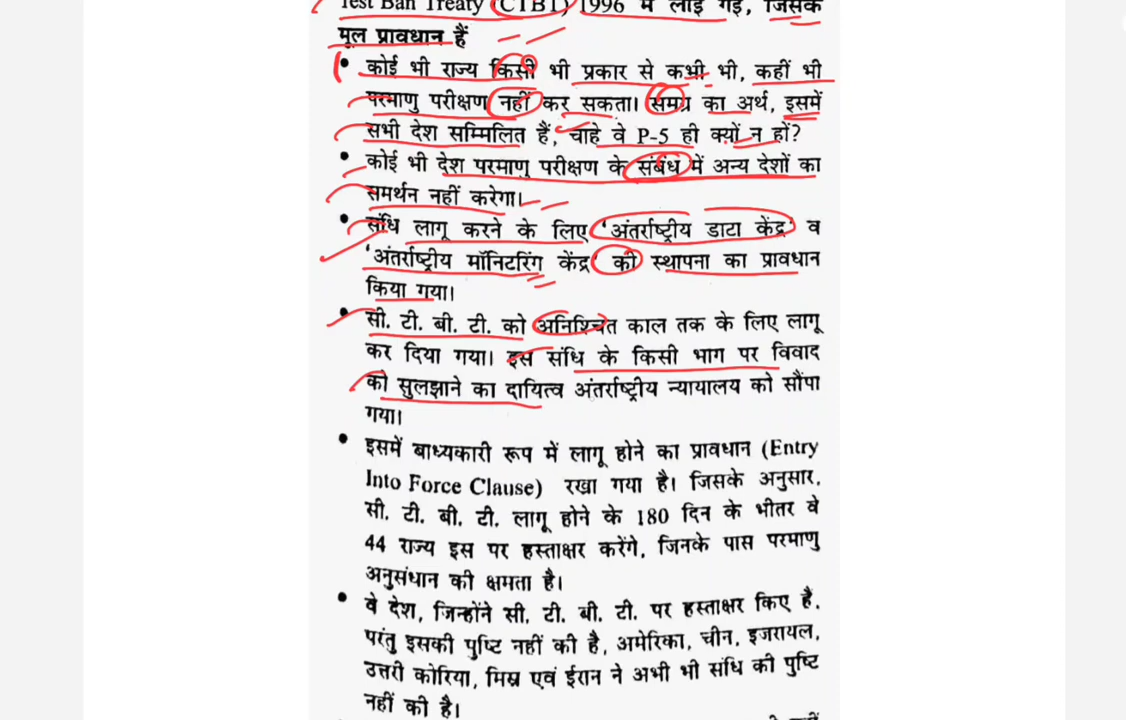 Test Ban Treaty (CTBT) 1996 में लाई गई, जिसके
मूल प्रावधान हैं
• कोई भी राज्य किसी भी प्रकार से कभी भी, कहीं भी
परमाणु परीक्षण नहीं कर सकता। समग्र का अर्थ, इसमें
सभी देश सम्मिलित हैं, चाहे वे P-5 ही क्यों न हों?
• कोई भी देश परमाणु परीक्षण के संबंध में अन्य देशों का
समर्थन नहीं करेगा।
• संधि लागू करने के लिए 'अंतर्राष्ट्रीय डाटा केंद्र' व
'अंतर्राष्ट्रीय मॉनिटरिंग केंद्र' की स्थापना का प्रावधान
किया गया।
• सी. टी. बी. टी. को अनिश्चित काल तक के लिए लागू
कर दिया गया। इस संधि के किसी भाग पर विवाद
को सुलझाने का दायित्व अंतर्राष्ट्रीय न्यायालय को सौंपा
गया।
• इसमें बाध्यकारी रूप में लागू होने का प्रावधान (Entry
Into Force Clause) रखा गया है। जिसके अनुसार,
सी. टी. बी. टी. लागू होने के 180 दिन के भीतर वे
44 राज्य इस पर हस्ताक्षर करेंगे, जिनके पास परमाणु
अनुसंधान की क्षमता है।
• वे देश, जिन्होंने सी. टी. बी. टी. पर हस्ताक्षर किए हैं,
परंतु इसकी पुष्टि नहीं की है, अमेरिका, चीन, इजरायल,
उत्तरी कोरिया, मिस्र एवं ईरान ने अभी भी संधि की पुष्टि
नहीं की है।